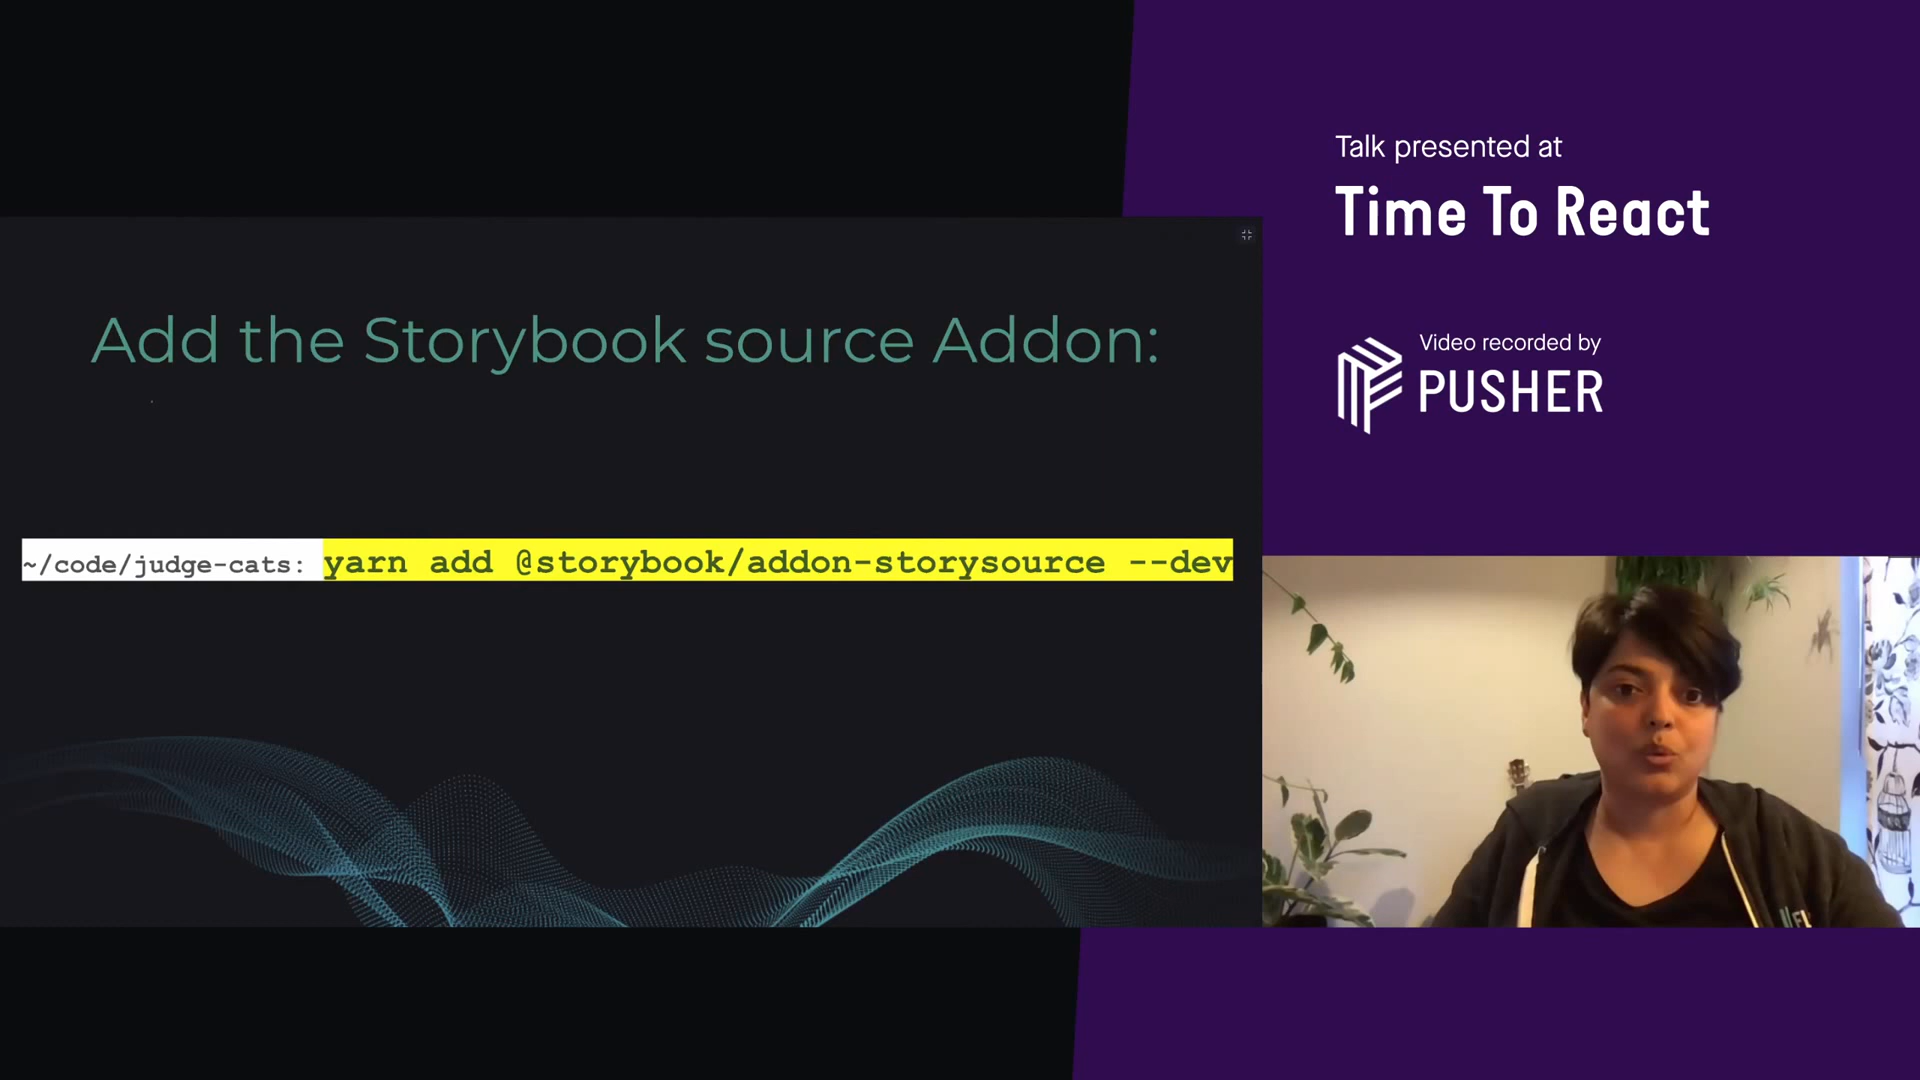 Talk presented at
Time To React
Video recorded by
PUSHER
Add the Storybook source Addon:
~/code/judge-cats: yarn add @storybook/addon-storysource --dev